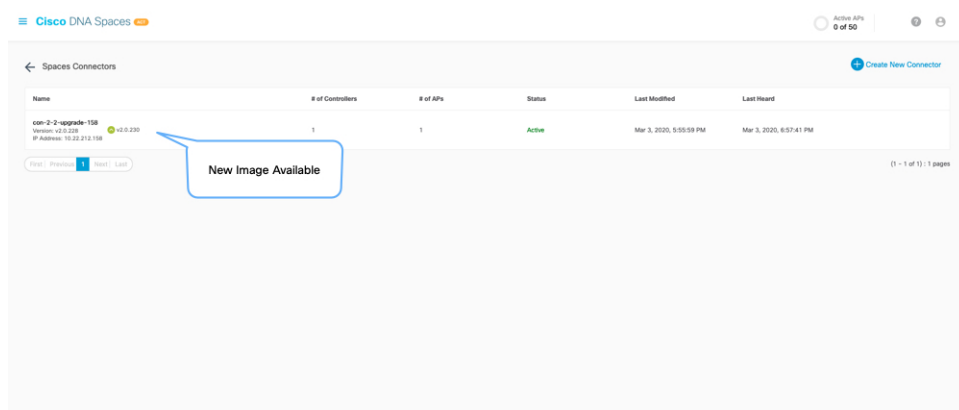 Cisco DNA Spaces ACT
Active APs
0 of 50
Spaces Connectors
Create New Connector
Name # of Controllers # of APs Status Last Modified Last Heard
con-2-2-upgrade-158
Version: v2.0.228 v2.0.230
IP Address: 10.22.212.158
1 1 Active Mar 3, 2020, 5:55:59 PM Mar 3, 2020, 6:57:41 PM
First Previous 1 Next Last
(1 - 1 of 1) : 1 pages
New Image Available